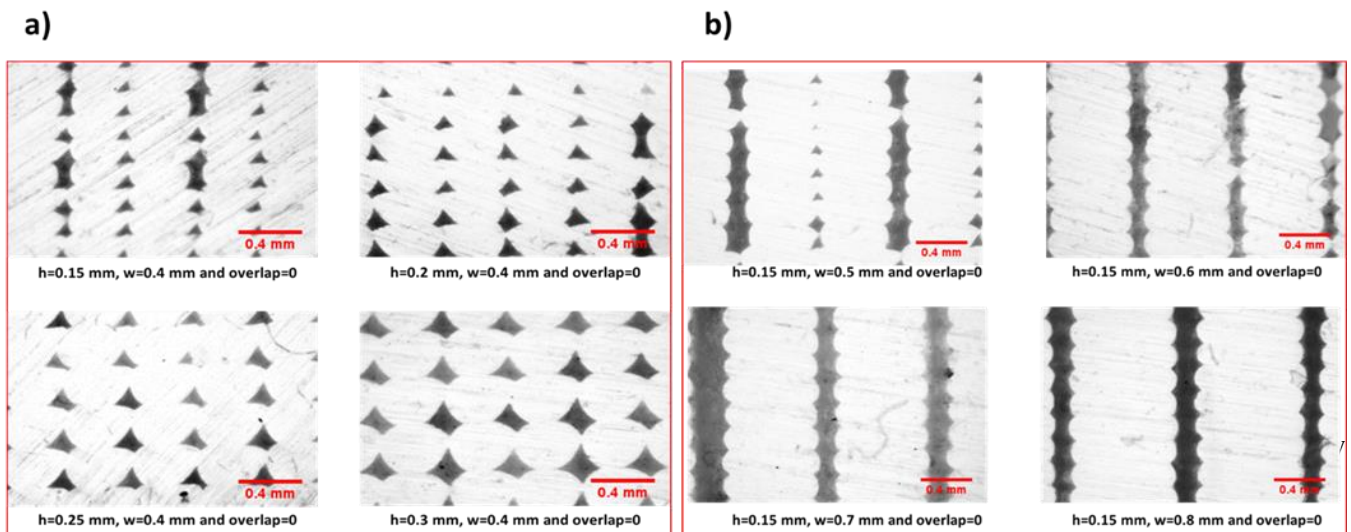 a)
b)
0.4 mm
0.4 mm
0.4 mm
0.4 mm
h=0.15 mm, w=0.4 mm and overlap=0
h=0.2 mm, w=0.4 mm and overlap=0
h=0.15 mm, w=0.5 mm and overlap=0
h=0.15 mm, w=0.6 mm and overlap=0
0.4 mm
0.4 mm
0.4 mm
0.4 mm
h=0.25 mm, w=0.4 mm and overlap=0
h=0.3 mm, w=0.4 mm and overlap=0
h=0.15 mm, w=0.7 mm and overlap=0
h=0.15 mm, w=0.8 mm and overlap=0